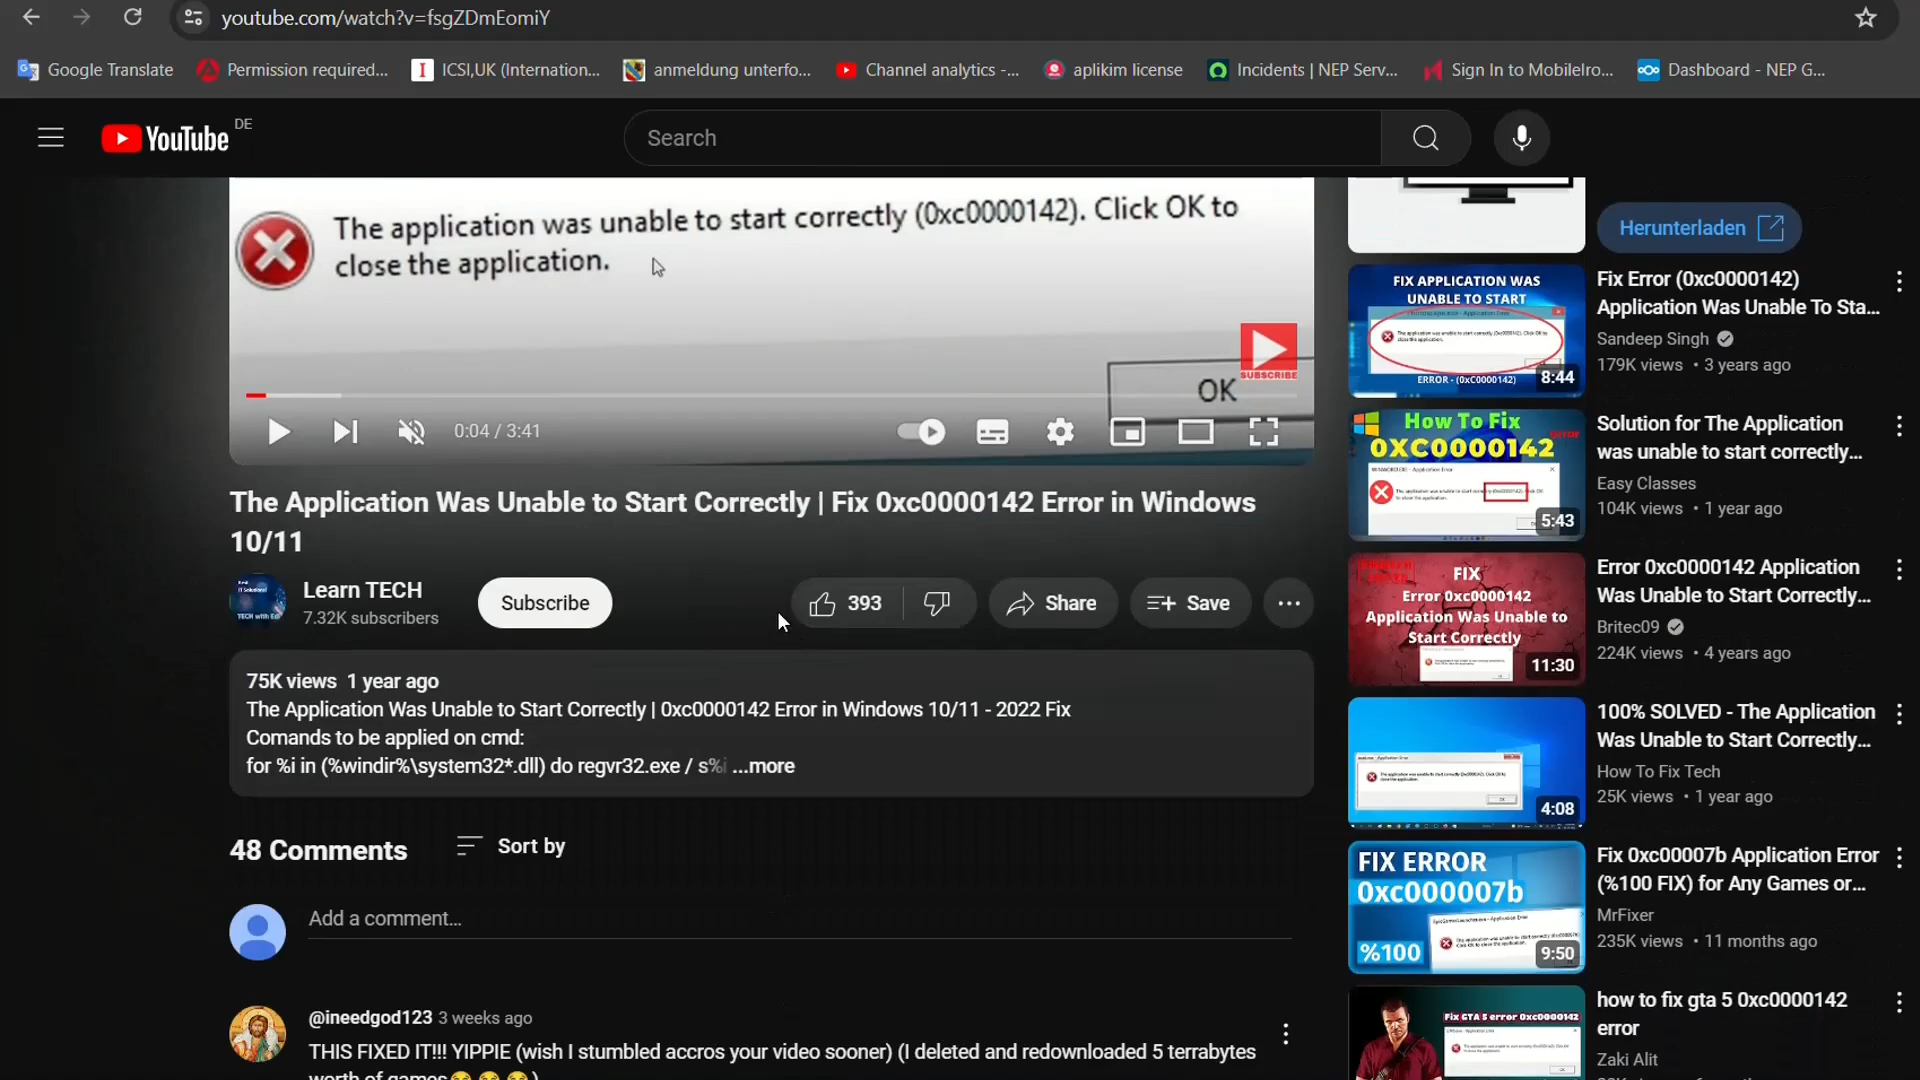 youtube.com/watch?v=fsgZDmEomiY
Google Translate
Permission required...
ICSI,UK (Internation...
anmeldung unterfo...
Channel analytics -...
aplikim license
Incidents | NEP Serv...
Sign In to MobileIro...
Dashboard - NEP G...
YouTube DE
Search
The application was unable to start correctly (0xc0000142). Click OK to
close the application.
SUBSCRIBE
OK
0:04 / 3:41
The Application Was Unable to Start Correctly | Fix 0xc0000142 Error in Windows
10/11
Learn TECH
7.32K subscribers
Subscribe
393
Share
Save
75K views 1 year ago
The Application Was Unable to Start Correctly | 0xc0000142 Error in Windows 10/11 - 2022 Fix
Comands to be applied on cmd:
for %i in (%windir%\system32*.dll) do regvr32.exe / s%i ...more
48 Comments
Sort by
Add a comment...
@ineedgod123 3 weeks ago
THIS FIXED IT!!! YIPPIE (wish I stumbled accros your video sooner) (I deleted and redownloaded 5 terrabytes
worth of games😂😂😂)
Herunterladen
FIX APPLICATION WAS
UNABLE TO START
ERROR - (0xC0000142)
8:44
Fix Error (0xc0000142)
Application Was Unable To Sta...
Sandeep Singh
179K views • 3 years ago
How To Fix
0XC0000142
5:43
Solution for The Application
was unable to start correctly...
Easy Classes
104K views • 1 year ago
FIX
Error 0xc0000142
Application Was Unable to
Start Correctly
11:30
Error 0xc0000142 Application
Was Unable to Start Correctly...
Britec09
224K views • 4 years ago
4:08
100% SOLVED - The Application
Was Unable to Start Correctly...
How To Fix Tech
25K views • 1 year ago
FIX ERROR
0xc000007b
%100
9:50
Fix 0xc00007b Application Error
(%100 FIX) for Any Games or...
MrFixer
235K views • 11 months ago
Fix GTA 5 error 0xc0000142
how to fix gta 5 0xc0000142
error
Zaki Alit